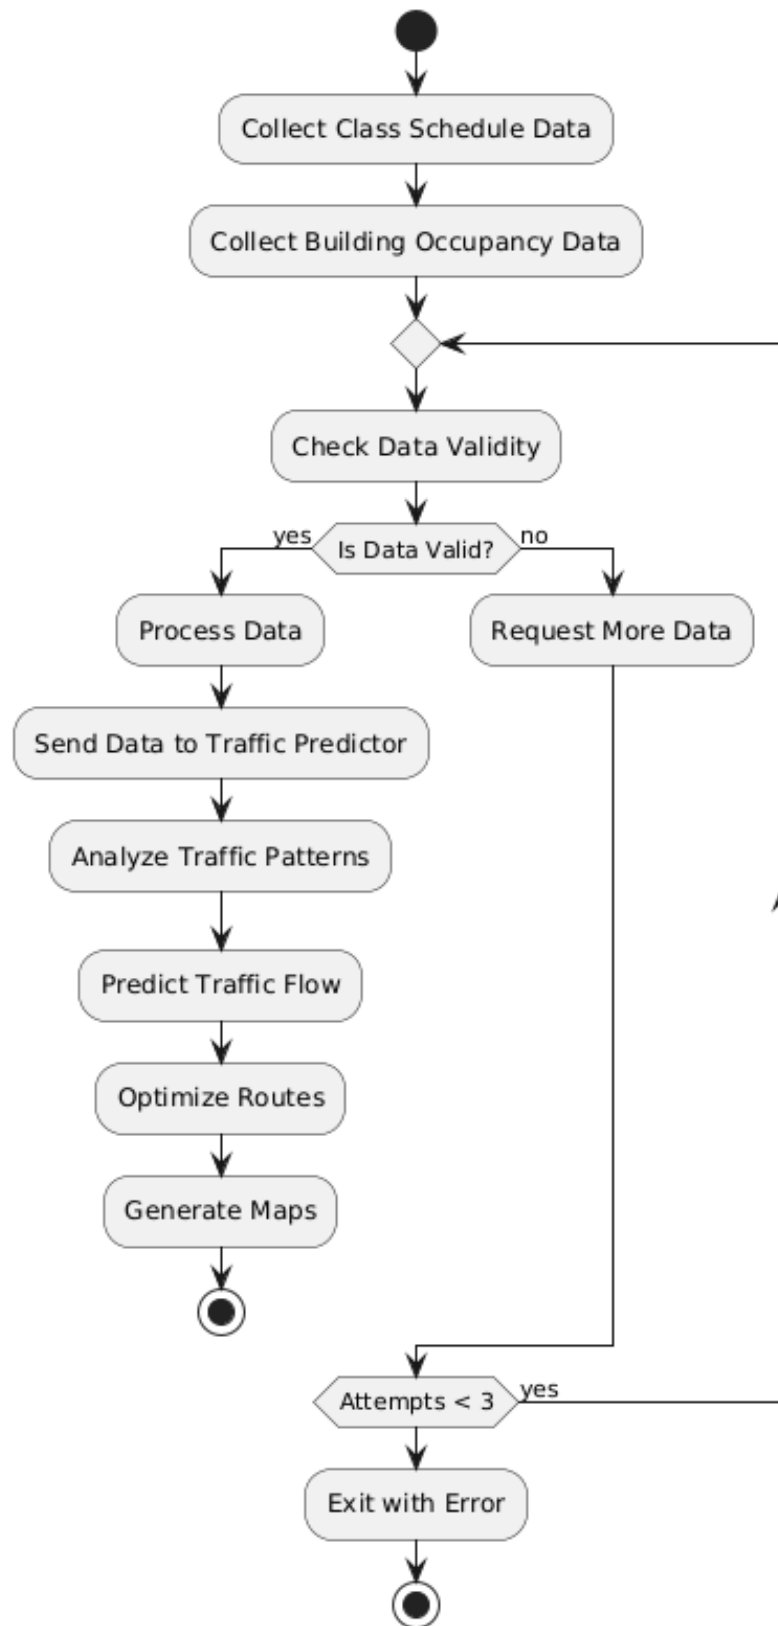 Collect Class Schedule Data
Collect Building Occupancy Data
Check Data Validity
yes
Is Data Valid?
no
Process Data
Request More Data
Send Data to Traffic Predictor
Analyze Traffic Patterns
Predict Traffic Flow
Optimize Routes
Generate Maps
Attempts < 3
yes
Exit with Error